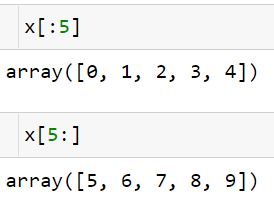 x[:5]
array([0, 1, 2, 3, 4])
x[5:]
array([5, 6, 7, 8, 9])